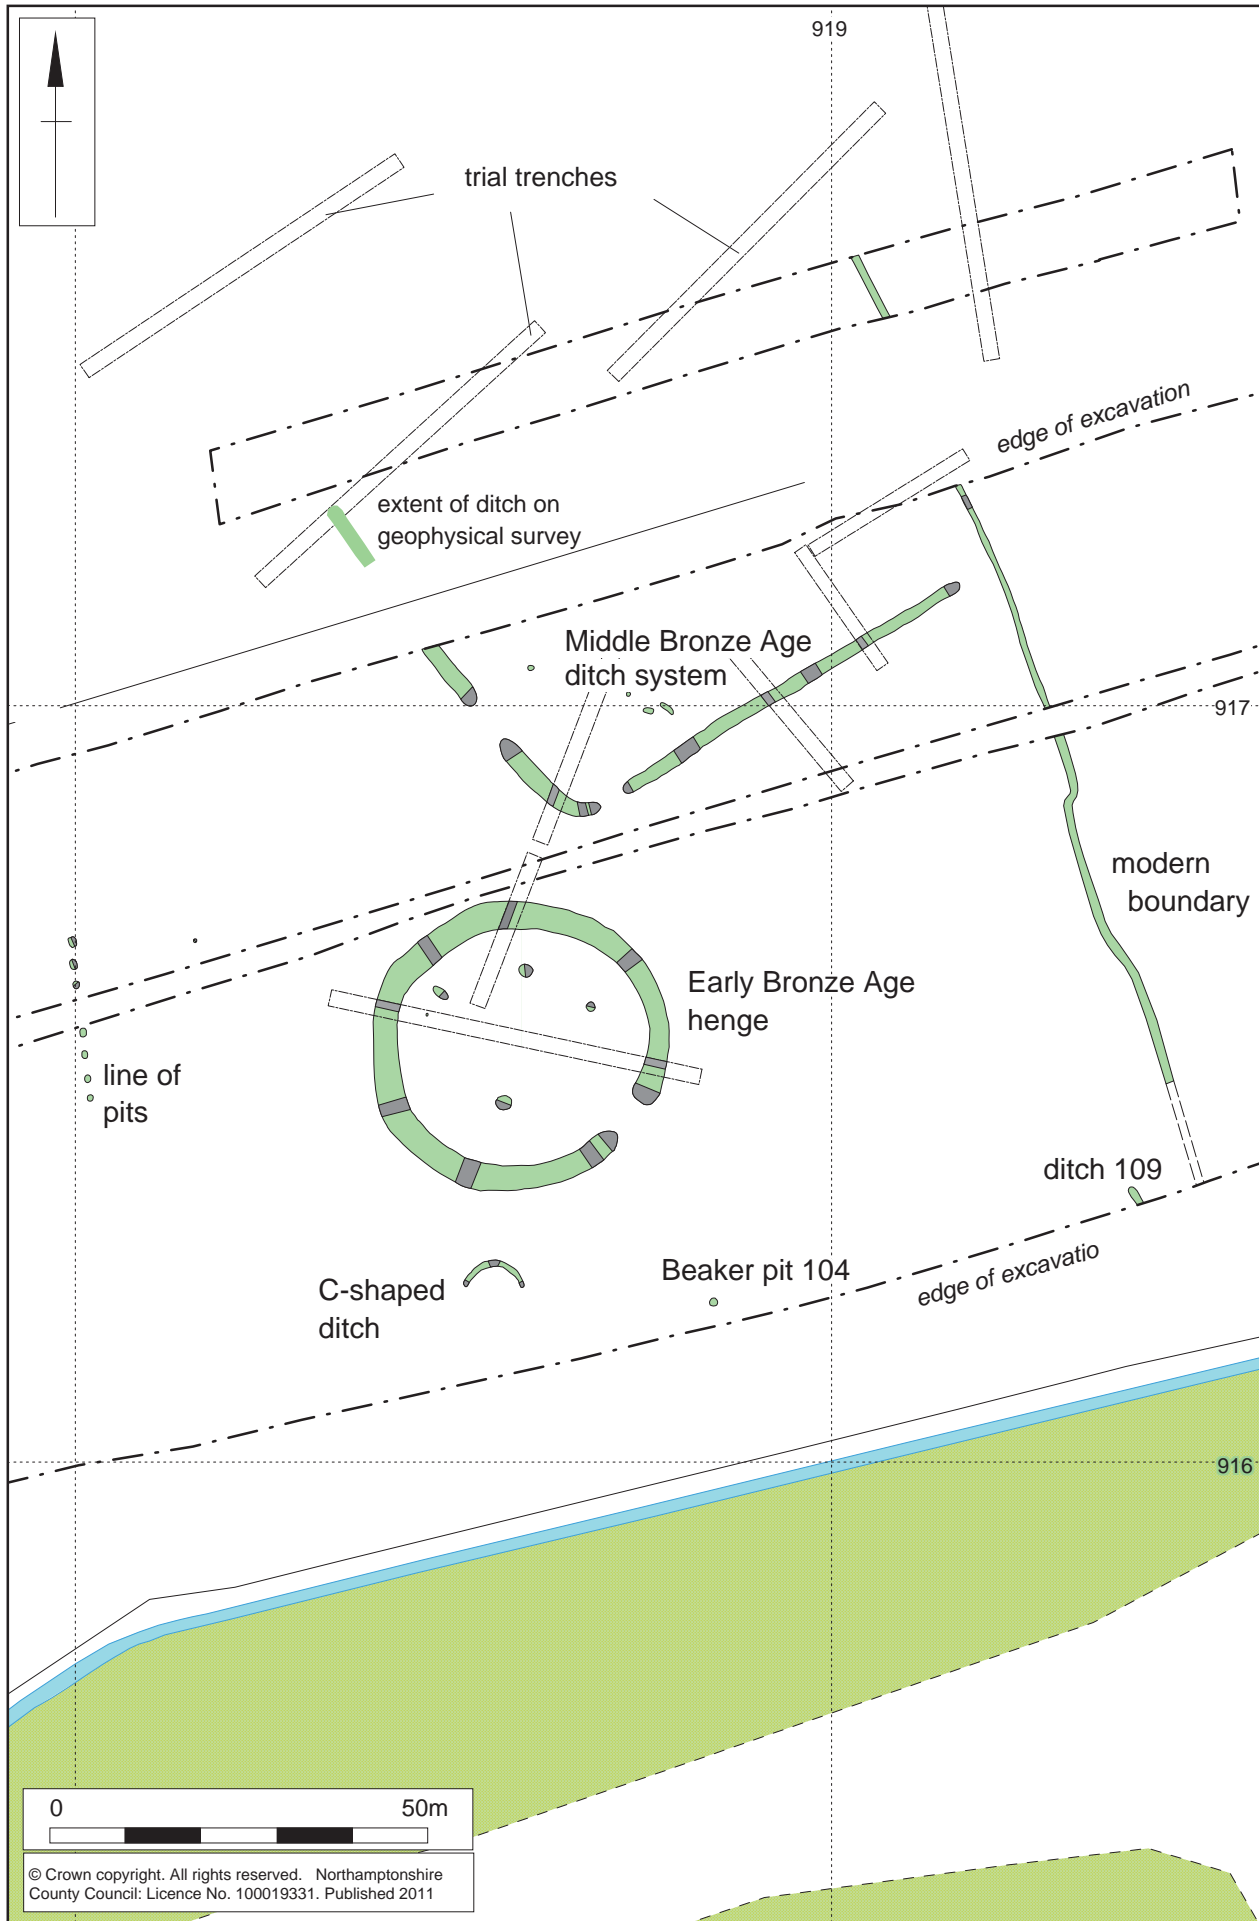 919
trial trenches
edge of excavation
extent of ditch on
geophysical survey
Middle Bronze Age
ditch system
917
modern
boundary
Early Bronze Age
henge
line of
pits
ditch 109
Beaker pit 104
edge of excavatio
C-shaped
ditch
916
0 50m
© Crown copyright. All rights reserved. Northamptonshire
County Council: Licence No. 100019331. Published 2011